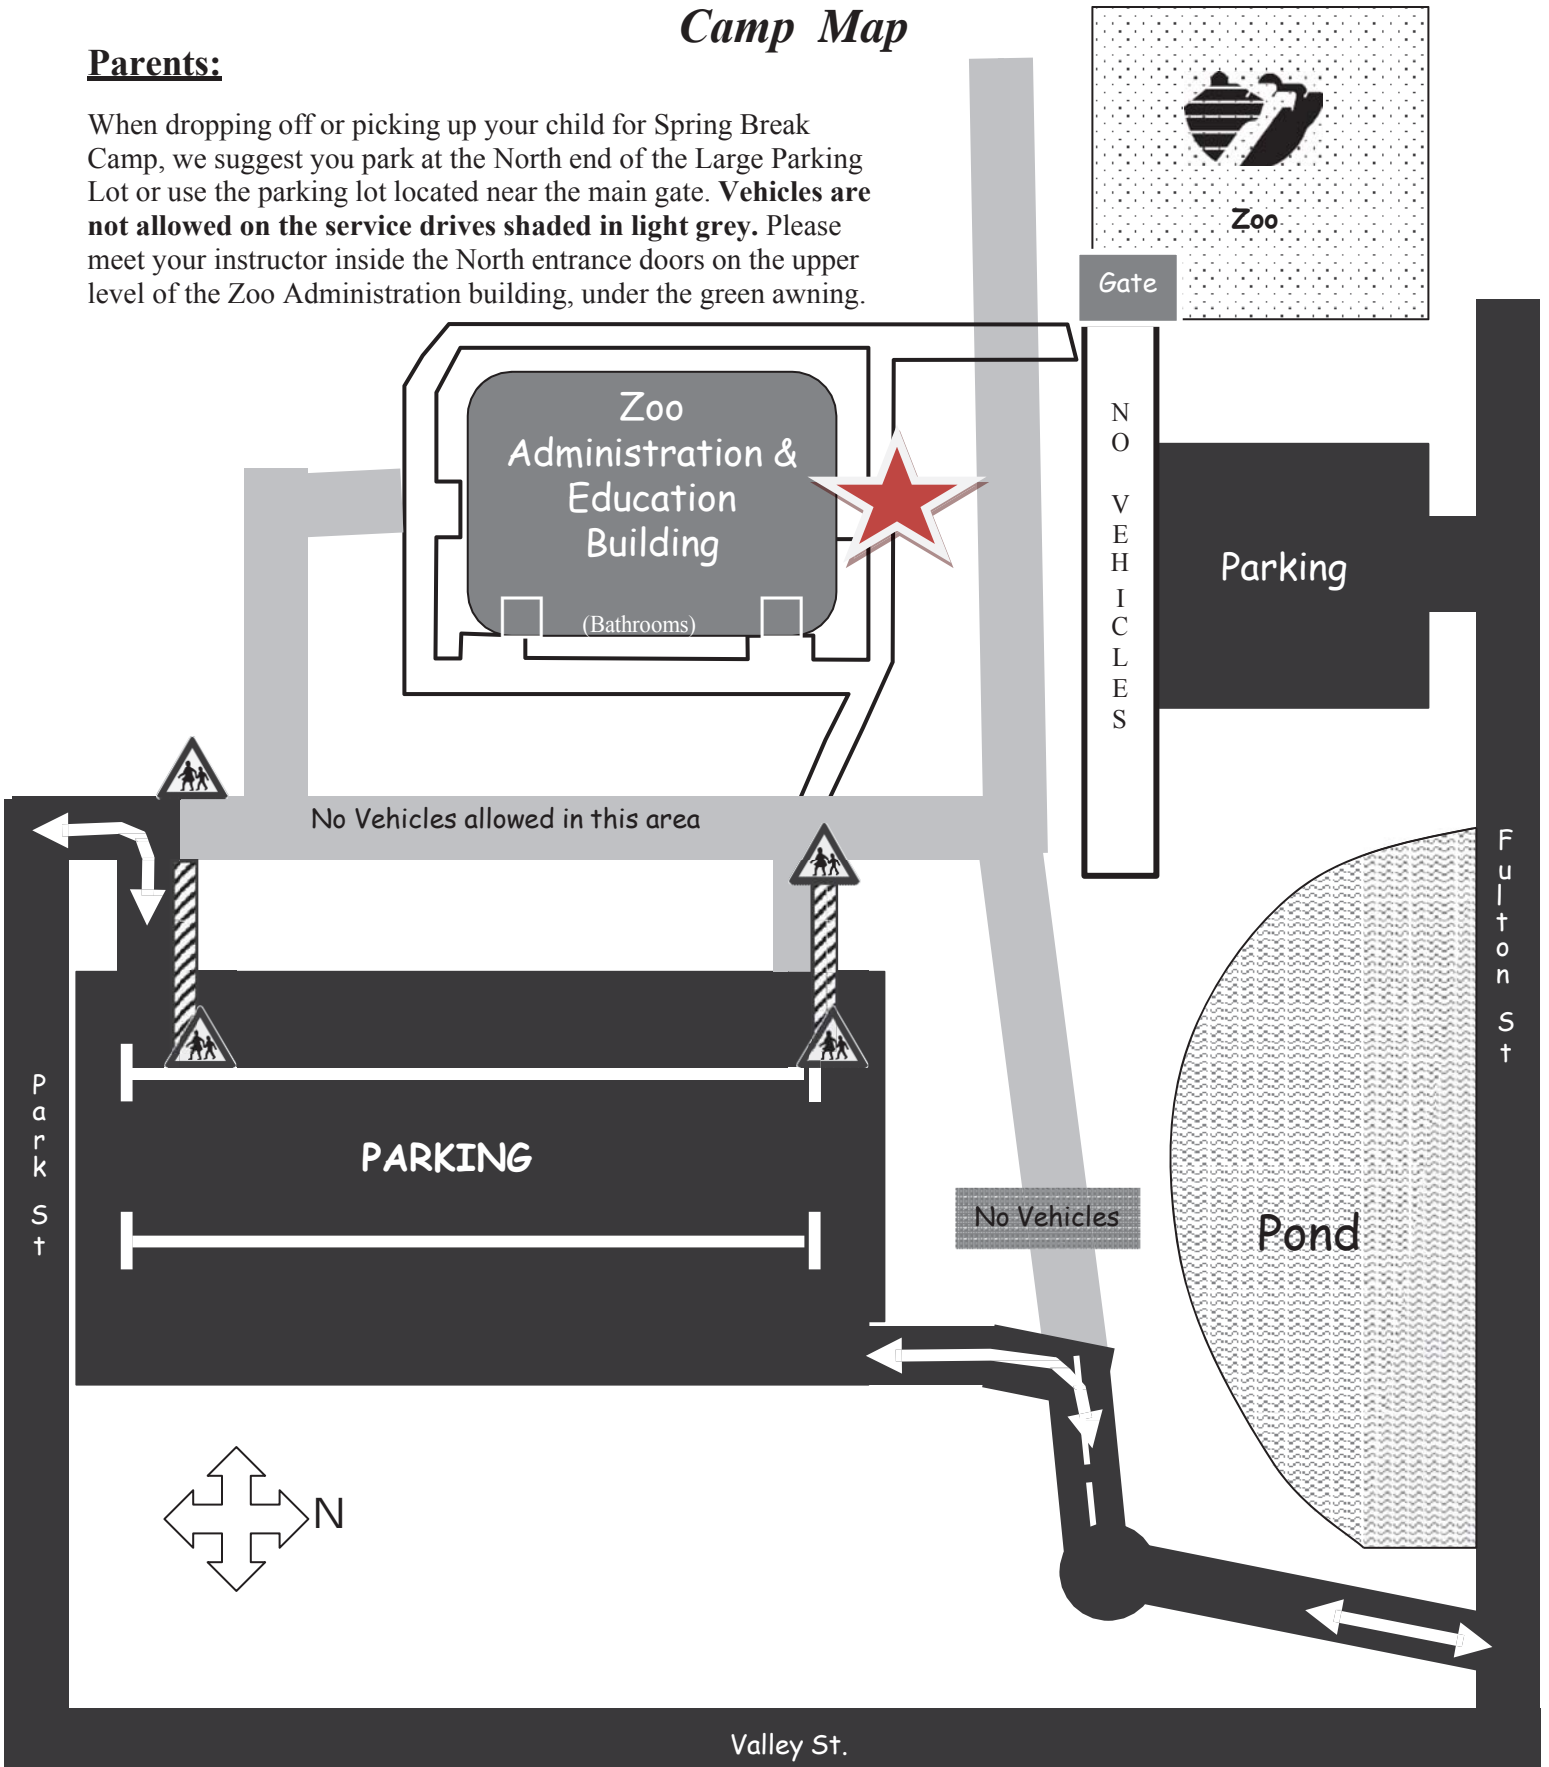 Camp Map
Parents:
When dropping off or picking up your child for Spring Break
Camp, we suggest you park at the North end of the Large Parking
Lot or use the parking lot located near the main gate. Vehicles are
not allowed on the service drives shaded in light grey. Please
meet your instructor inside the North entrance doors on the upper
level of the Zoo Administration building, under the green awning.
Zoo
Gate
Zoo
Administration &
Education
Building
(Bathrooms)
NO VEHICLES
Parking
No Vehicles allowed in this area
Fulton St
Park St
PARKING
No Vehicles
Pond
N
Valley St.